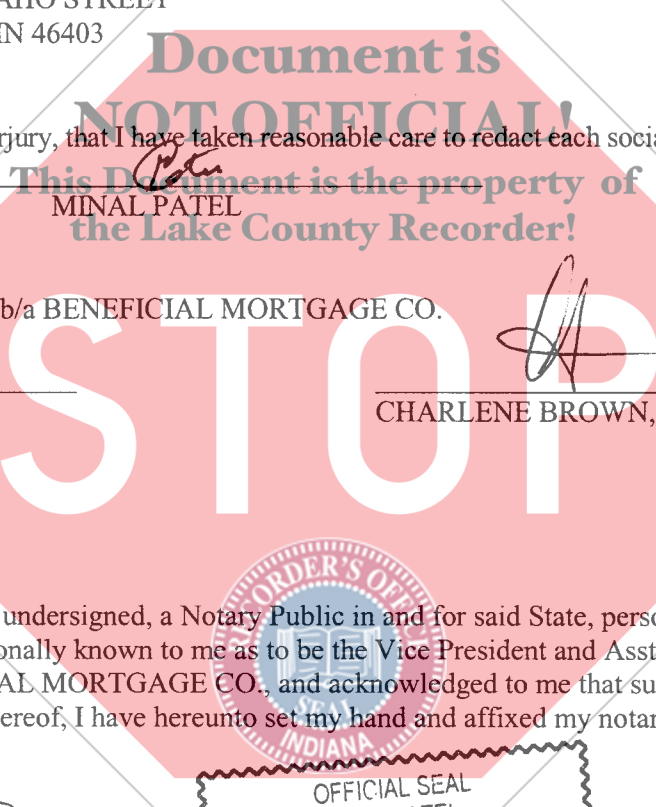 AHO STREET
IN 46403
Document is
NOT OFFICIAL!
rjury, that I have taken reasonable care to redact each socia
This Document is the property of
MINAL PATEL
the Lake County Recorder!
b/a BENEFICIAL MORTGAGE CO.
STOP
CHARLENE BROWN,
RECORDER'S OFFICE
undersigned, a Notary Public in and for said State, perso
onally known to me as to be the Vice President and Asst
AL MORTGAGE CO., and acknowledged to me that su
SEAL
ereof, I have hereunto set my hand and affixed my notar
INDIANA
OFFICIAL SEAL